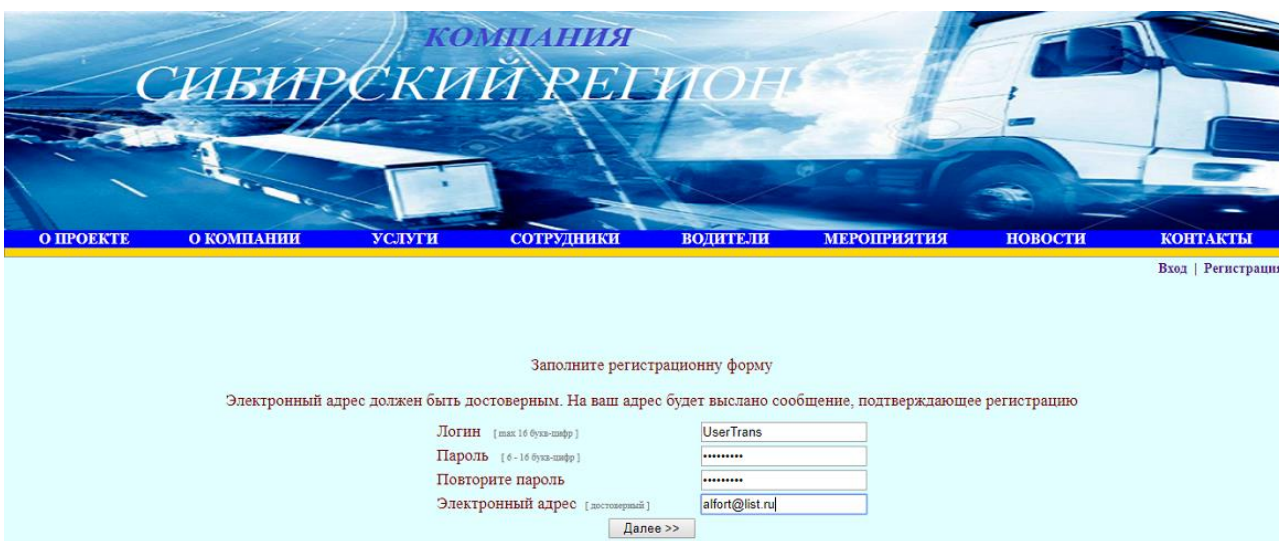 КОМПАНИЯ
СИБИРСКИЙ РЕГИОН
О ПРОЕКТЕ О КОМПАНИИ УСЛУГИ СОТРУДНИКИ ВОДИТЕЛИ МЕРОПРИЯТИЯ НОВОСТИ КОНТАКТЫ
Вход | Регистрация
Заполните регистрационну форму
Электронный адрес должен быть достоверным. На ваш адрес будет выслано сообщение, подтверждающее регистрацию
Логин [ max 16 букв-цифр ] UserTrans
Пароль [ 6 - 16 букв-цифр ] •••••••••
Повторите пароль •••••••••
Электронный адрес [ достоверный ] alfort@list.ru
Далее >>